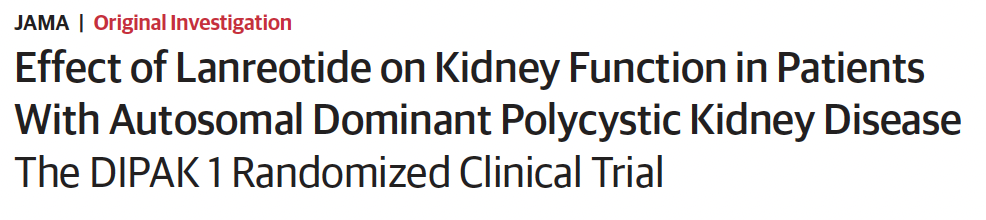 JAMA | Original Investigation
Effect of Lanreotide on Kidney Function in Patients
With Autosomal Dominant Polycystic Kidney Disease
The DIPAK 1 Randomized Clinical Trial